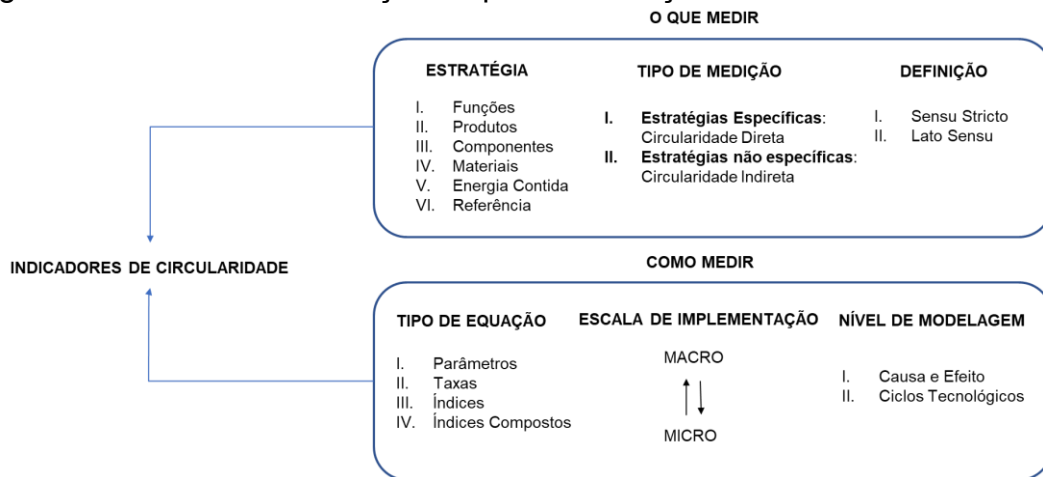 O QUE MEDIR
ESTRATÉGIA
I. Funções
II. Produtos
III. Componentes
IV. Materiais
V. Energia Contida
VI. Referência
TIPO DE MEDIÇÃO
I. Estratégias Específicas:
Circularidade Direta
II. Estratégias não específicas:
Circularidade Indireta
DEFINIÇÃO
I. Sensu Stricto
II. Lato Sensu
INDICADORES DE CIRCULARIDADE
COMO MEDIR
TIPO DE EQUAÇÃO
I. Parâmetros
II. Taxas
III. Índices
IV. Índices Compostos
ESCALA DE IMPLEMENTAÇÃO
MACRO
MICRO
NÍVEL DE MODELAGEM
I. Causa e Efeito
II. Ciclos Tecnológicos